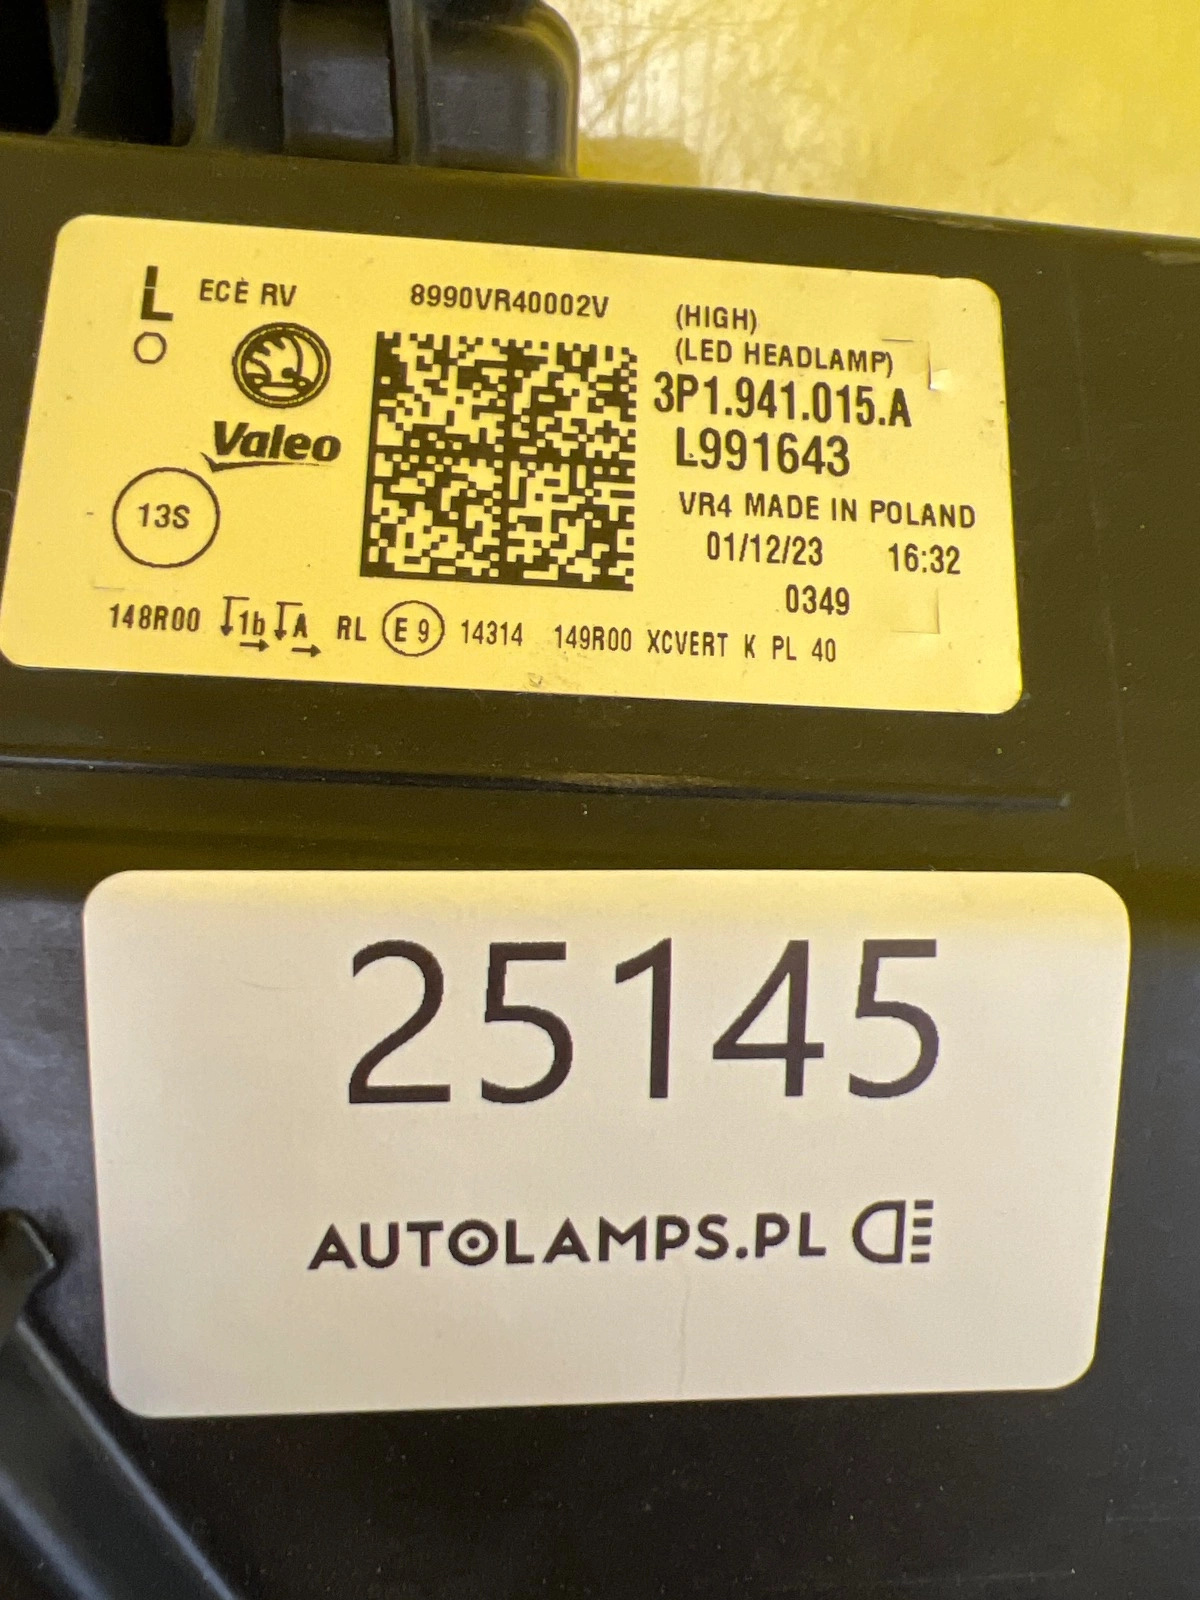 L ECE RV 8990VR40002V (HIGH)
(LED HEADLAMP)
3P1.941.015.A
Valeo L991643
13S VR4 MADE IN POLAND
01/12/23 16:32
0349
148R00 1b A RL E9 14314 149R00 XCVERT K PL 40
25145
AUTOLAMPS.PL